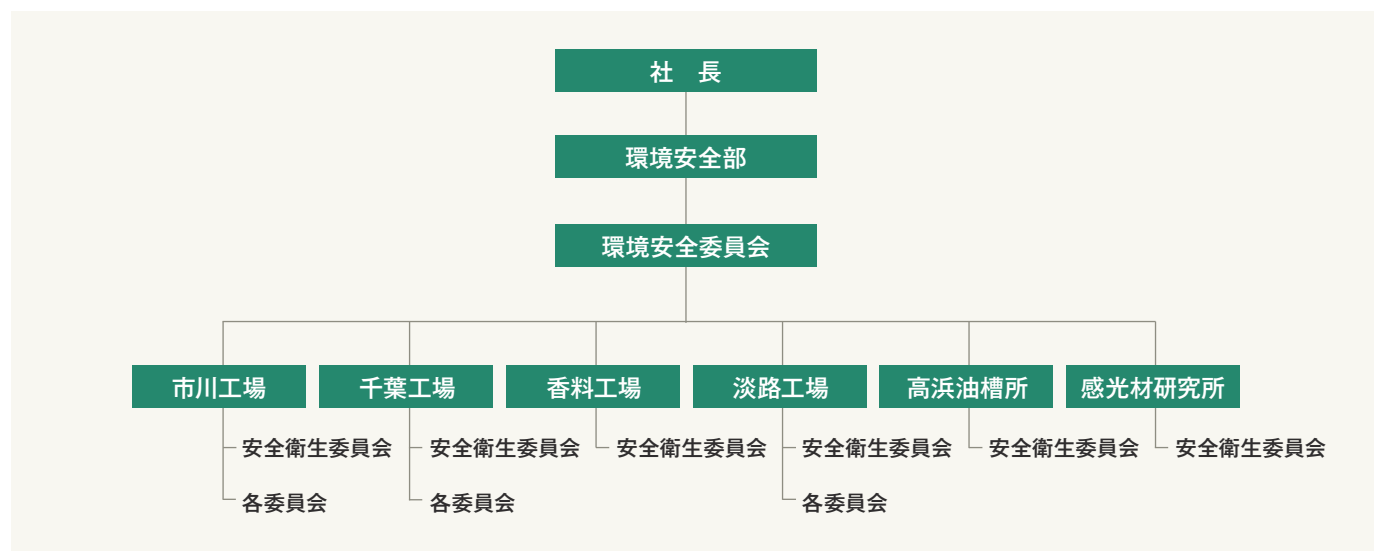 社　長
環境安全部
環境安全委員会
市川工場
千葉工場
香料工場
淡路工場
高浜油槽所
感光材研究所
安全衛生委員会
安全衛生委員会
安全衛生委員会
安全衛生委員会
安全衛生委員会
安全衛生委員会
各委員会
各委員会
各委員会